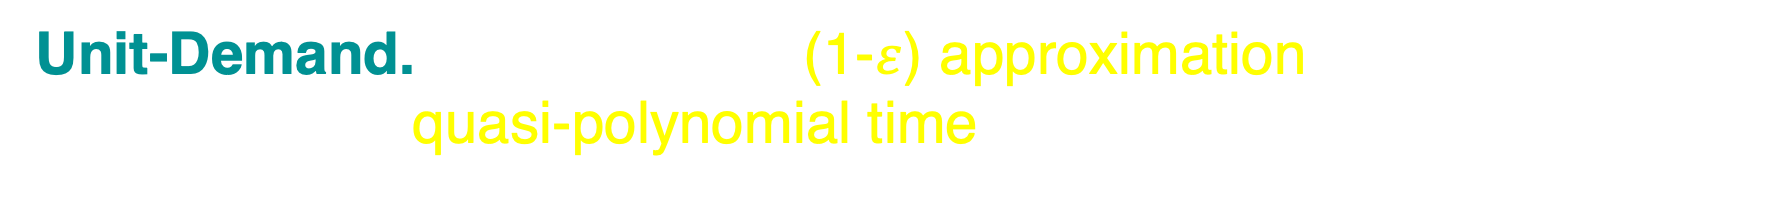 Unit-Demand. (1-ε) approximation
quasi-polynomial time